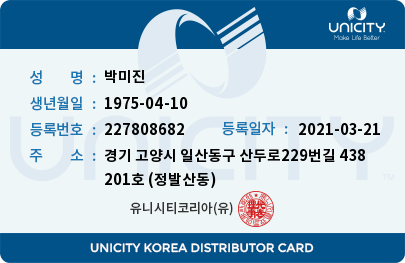 UNICITY
Make Life Better
성 명 : 박미진
생년월일 : 1975-04-10
등록번호 : 227808682 등록일자 : 2021-03-21
주 소 : 경기 고양시 일산동구 산두로229번길 438
201호 (정발산동)
UNICITY
TM
유니시티코리아(유)
UNICITY KOREA DISTRIBUTOR CARD